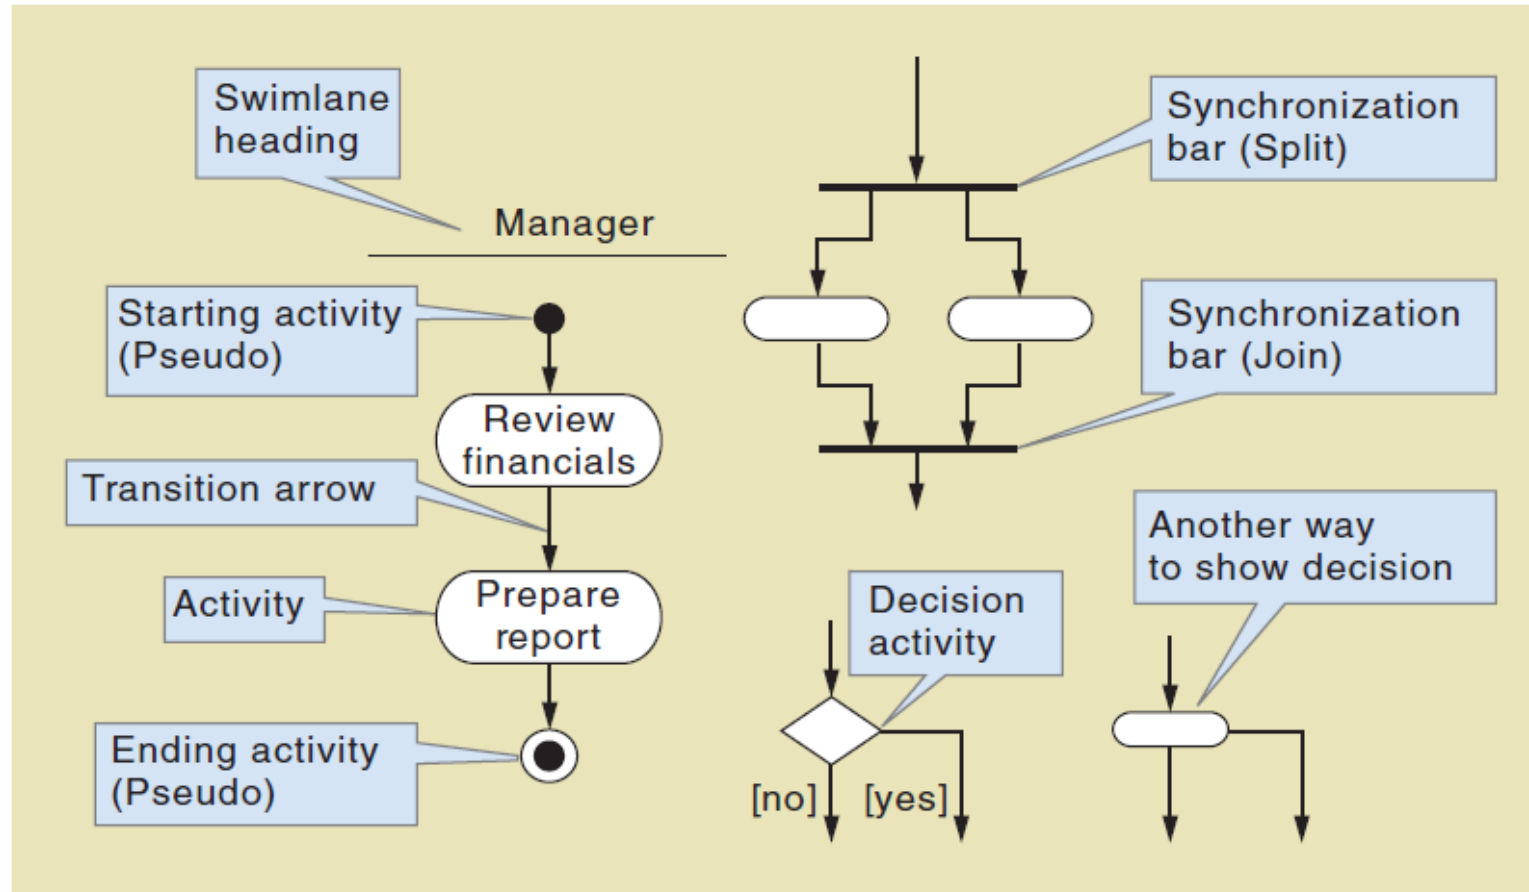 Swimlane
heading
Manager
Starting activity
(Pseudo)
Review
financials
Transition arrow
Activity
Prepare
report
Ending activity
(Pseudo)
Synchronization
bar (Split)
Synchronization
bar (Join)
Decision
activity
[no]
[yes]
Another way
to show decision